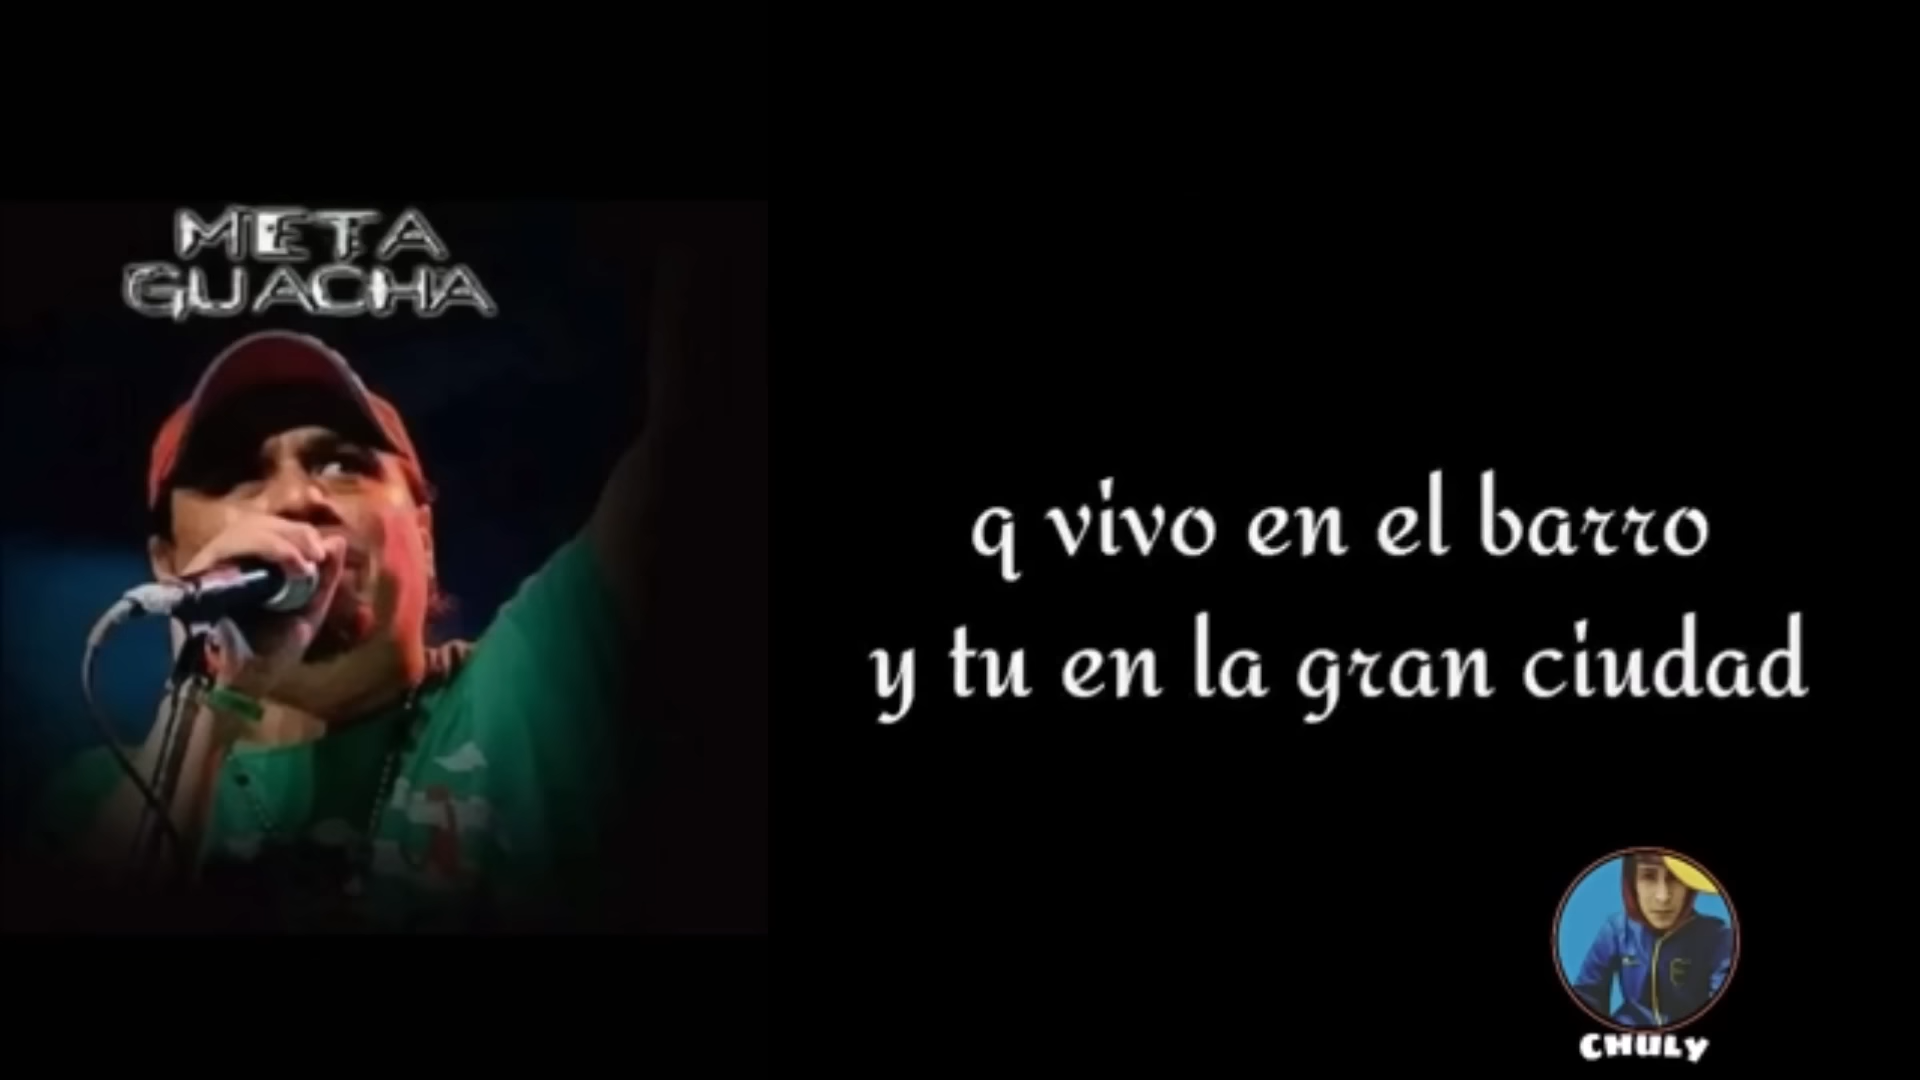 META
GUACHA
q vivo en el barro
y tu en la gran ciudad
CHULY